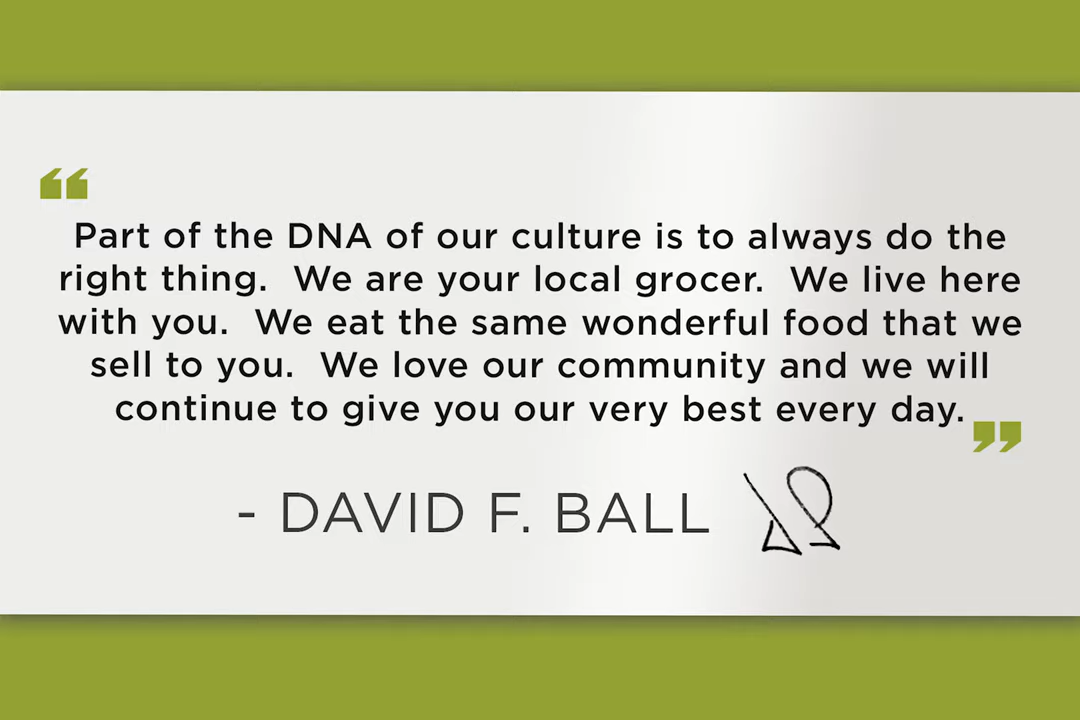 “
Part of the DNA of our culture is to always do the
right thing.  We are your local grocer.  We live here
with you.  We eat the same wonderful food that we
sell to you.  We love our community and we will
continue to give you our very best every day.
”
- DAVID F. BALL